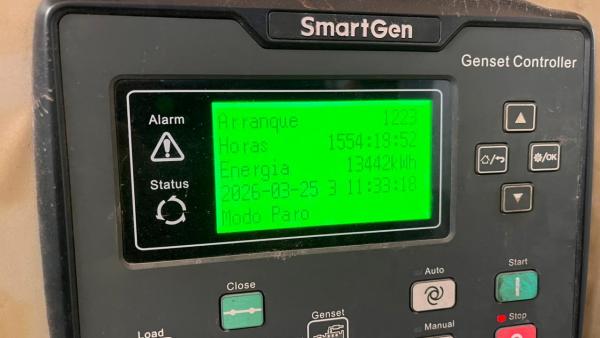 SmartGen
Genset Controller
Alarm
Status
Arranque 1223
Horas 1554:19:52
Energia 13442kWh
2026-03-25 3 11:33:18
Modo Paro
⚙/OK
Close
Auto
Start
Load
Genset
Manual
Stop